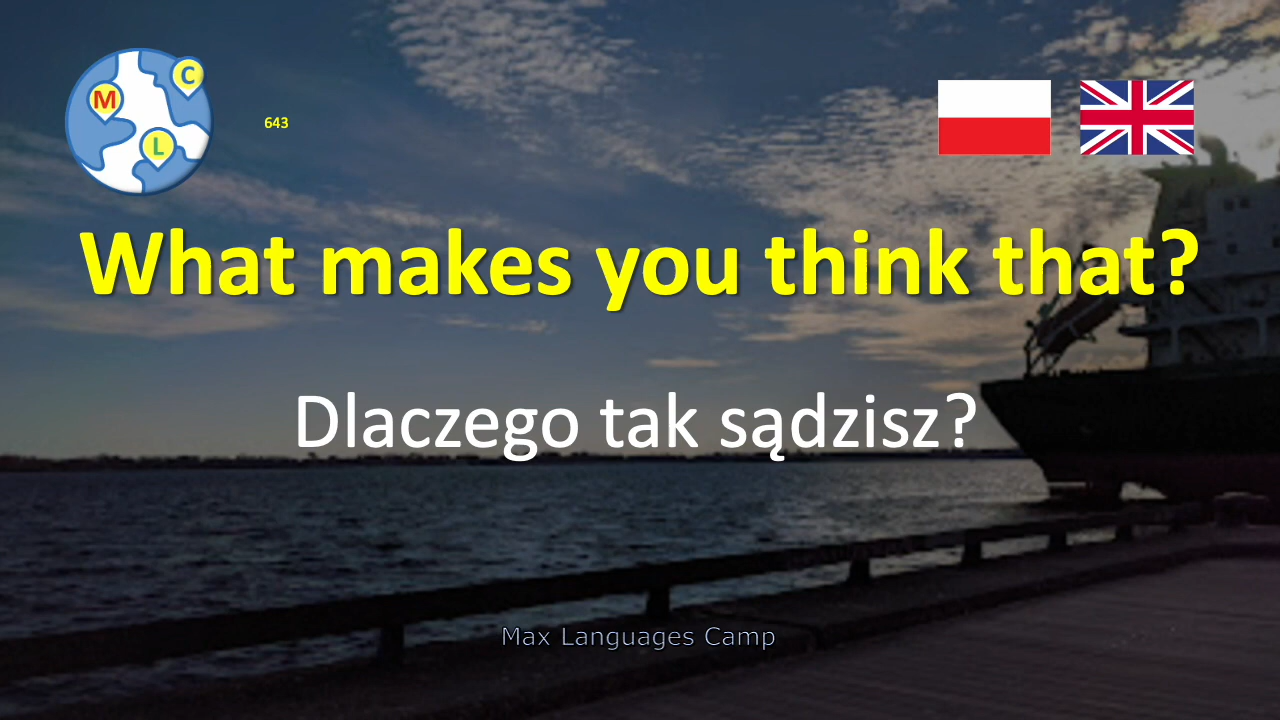 M
C
L
643
What makes you think that?
Dlaczego tak sądzisz?
Max Languages Camp